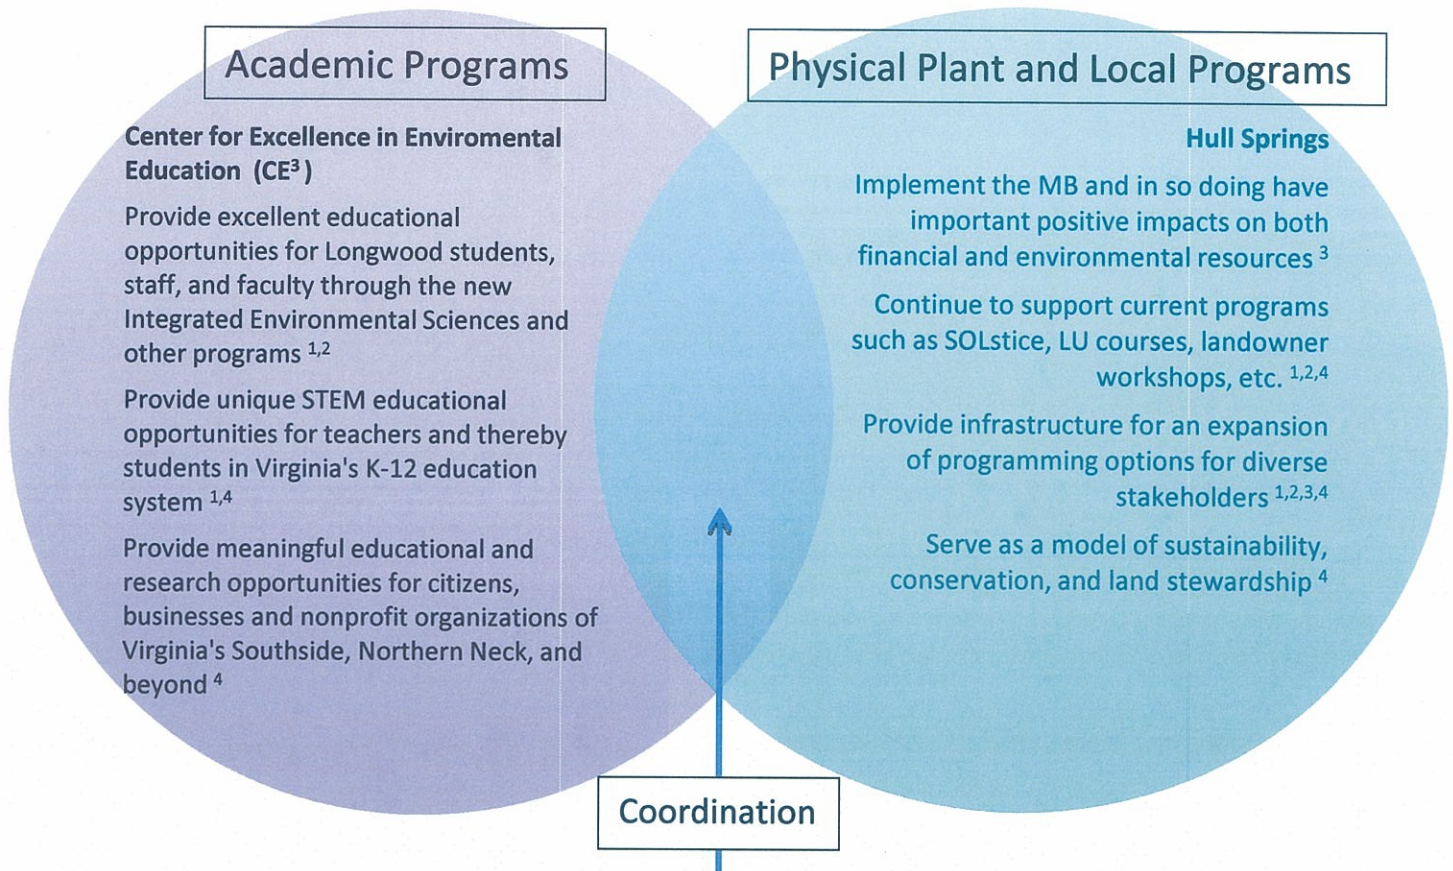 Academic Programs
Center for Excellence in Enviromental
Education (CE³)
Provide excellent educational
opportunities for Longwood students,
staff, and faculty through the new
Integrated Environmental Sciences and
other programs ¹,²
Provide unique STEM educational
opportunities for teachers and thereby
students in Virginia's K-12 education
system ¹,⁴
Provide meaningful educational and
research opportunities for citizens,
businesses and nonprofit organizations of
Virginia's Southside, Northern Neck, and
beyond ⁴
Physical Plant and Local Programs
Hull Springs
Implement the MB and in so doing have
important positive impacts on both
financial and environmental resources ³
Continue to support current programs
such as SOLstice, LU courses, landowner
workshops, etc. ¹,²,⁴
Provide infrastructure for an expansion
of programming options for diverse
stakeholders ¹,²,³,⁴
Serve as a model of sustainability,
conservation, and land stewardship ⁴
Coordination